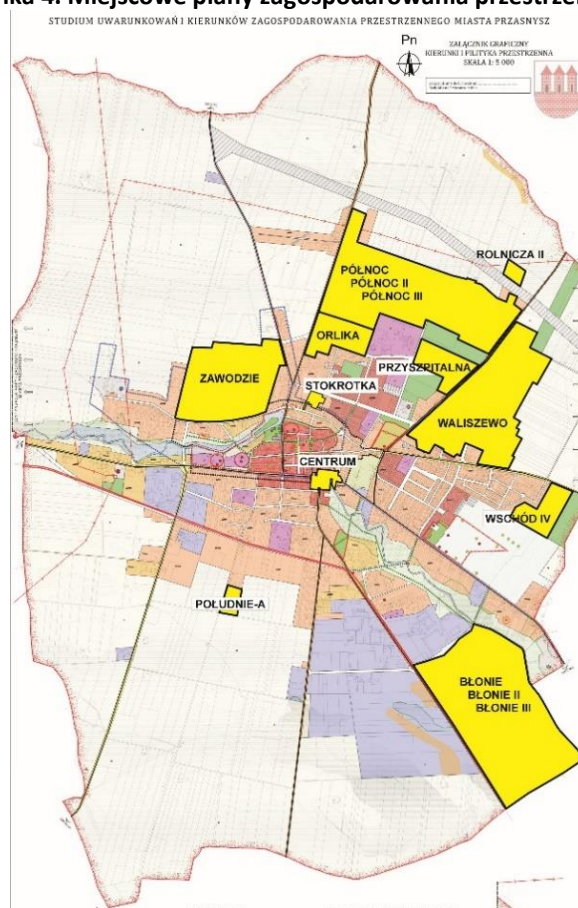 ka 4. Miejscowe plany zagospodarowania przestrze
STUDIUM UWARUNKOWAŃ I KIERUNKÓW ZAGOSPODAROWANIA PRZESTRZENNEGO MIASTA PRZASNYSZ
Pn
ZAŁĄCZNIK GRAFICZNY
KIERUNKI I POLITYKA PRZESTRZENNA
SKALA 1: 5 000
ROLNICZA II
PÓŁNOC
PÓŁNOC II
PÓŁNOC III
ORLIKA
PRZYSZPITALNA
ZAWODZIE
STOKROTKA
WALISZEWO
CENTRUM
WSCHÓD IV
POŁUDNIE-A
BŁONIE
BŁONIE II
BŁONIE III